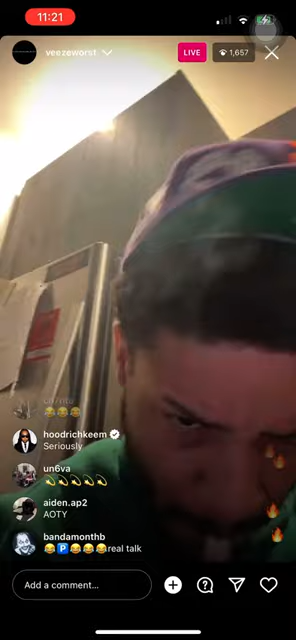 11:21
veezeworst
LIVE
1,657
😂😂😂
hoodrichkeem
Seriously
un6va
💫💫💫💫💫
aiden.ap2
AOTY
bandamonthb
😂🅿️😂😂😂real talk
Add a comment...